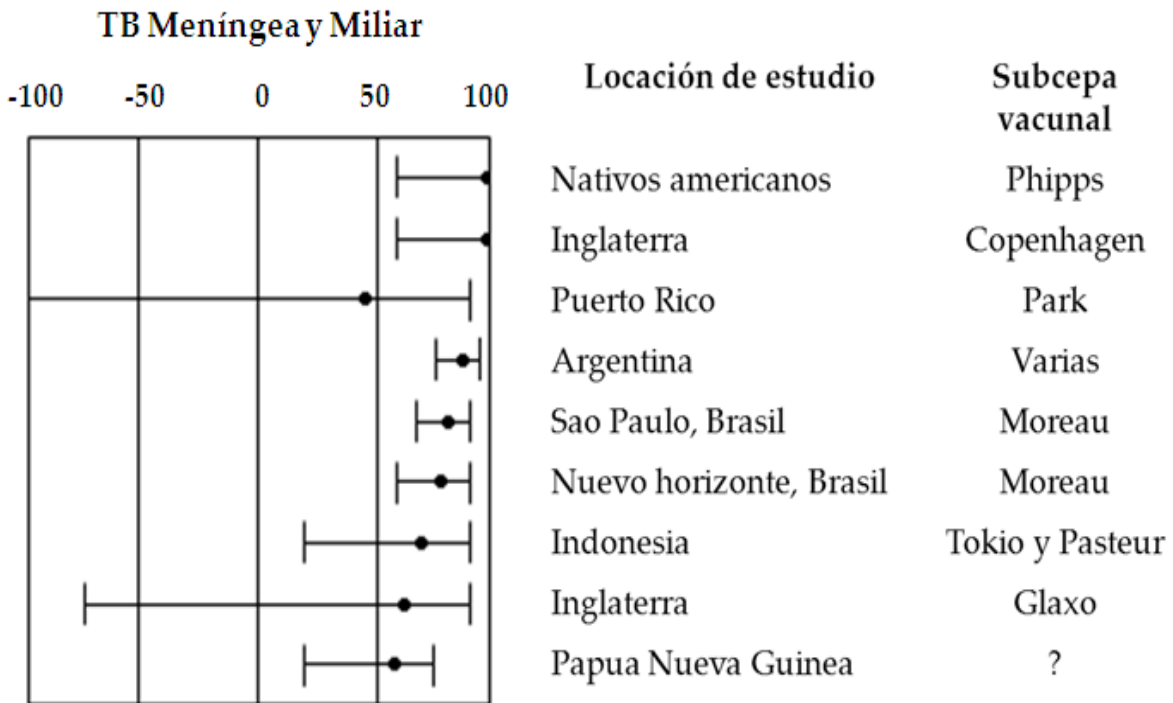 TB Meníngea y Miliar
-100 -50 0 50 100
Locación de estudio
Subcepa
vacunal
Nativos americanos Phipps
Inglaterra Copenhagen
Puerto Rico Park
Argentina Varias
Sao Paulo, Brasil Moreau
Nuevo horizonte, Brasil Moreau
Indonesia Tokio y Pasteur
Inglaterra Glaxo
Papua Nueva Guinea ?